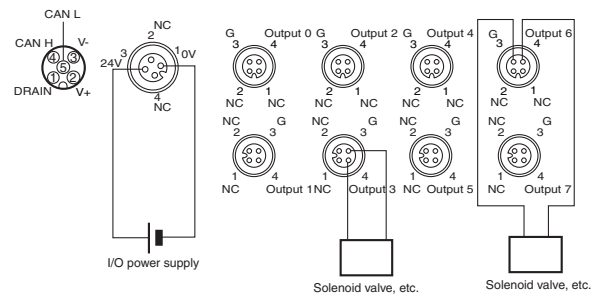 CAN L
CAN H
V-
4
3
5
1
2
DRAIN
V+
NC
2
3
1
24V
0V
4
NC
I/O power supply
G Output 0
3 4
2 1
NC NC
G Output 2
3 4
2 1
NC NC
G Output 4
3 4
2 1
NC NC
G Output 6
3 4
2 1
NC NC
NC G
2 3
1 4
NC Output 1
NC G
2 3
1 4
NC Output 3
NC G
2 3
1 4
NC Output 5
NC G
2 3
1 4
NC Output 7
Solenoid valve, etc.
Solenoid valve, etc.